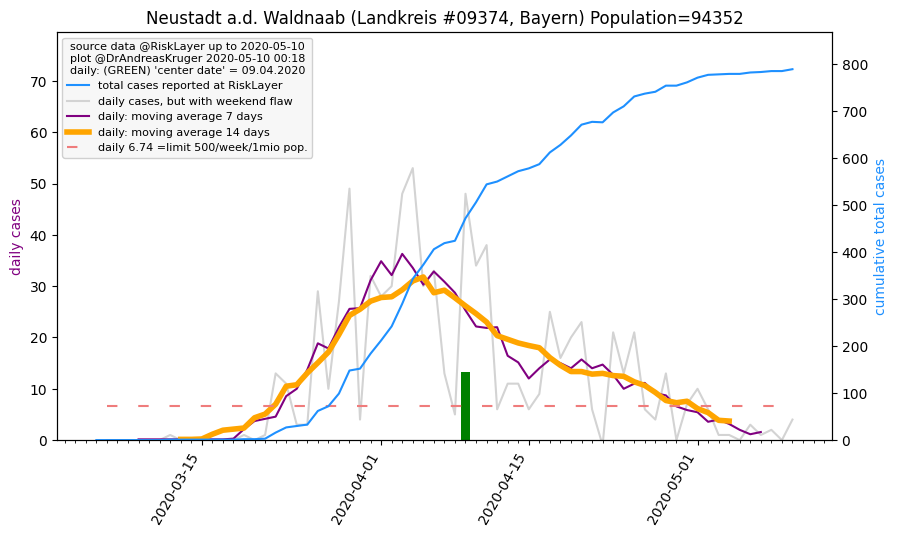 Neustadt a.d. Waldnaab (Landkreis #09374, Bayern) Population=94352
source data @RiskLayer up to 2020-05-10
plot @DrAndreasKruger 2020-05-10 00:18
daily: (GREEN) 'center date' = 09.04.2020
total cases reported at RiskLayer
daily cases, but with weekend flaw
daily: moving average 7 days
daily: moving average 14 days
daily 6.74 =limit 500/week/1mio pop.
daily cases
70
60
50
40
30
20
10
0
800
700
600
500
400
300
200
100
0
cumulative total cases
2020-03-15
2020-04-01
2020-04-15
2020-05-01